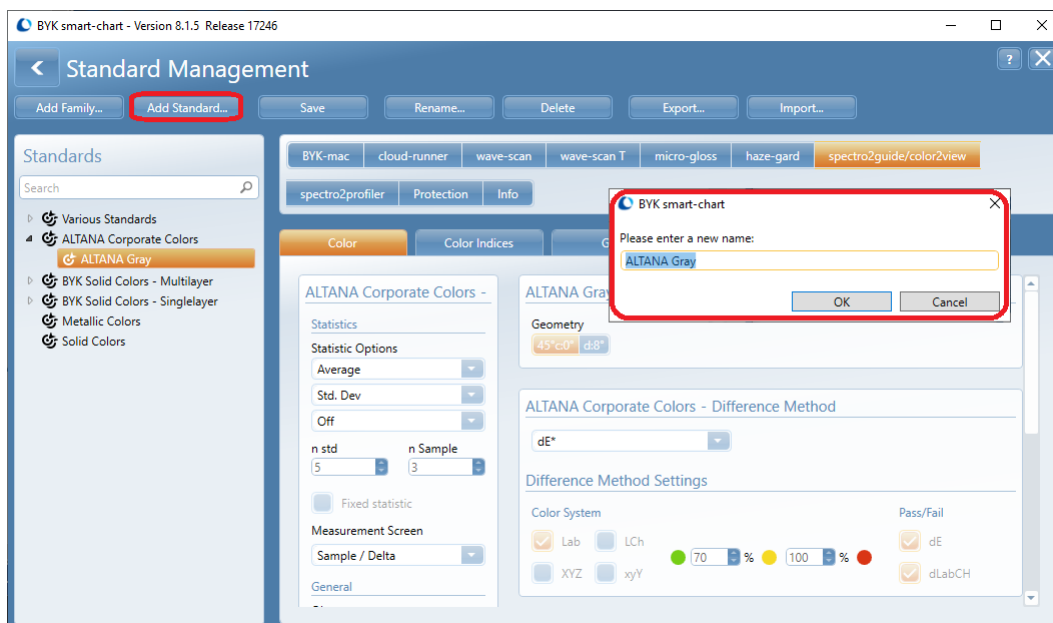 BYK smart-chart - Version 8.1.5 Release 17246
Standard Management
?
Add Family...
Add Standard...
Save
Rename...
Delete
Export...
Import...
Standards
Search
Various Standards
ALTANA Corporate Colors
ALTANA Gray
BYK Solid Colors - Multilayer
BYK Solid Colors - Singlelayer
Metallic Colors
Solid Colors
BYK-mac
cloud-runner
wave-scan
wave-scan T
micro-gloss
haze-gard
spectro2guide/color2view
spectro2profiler
Protection
Info
BYK smart-chart
Please enter a new name:
ALTANA Gray
OK
Cancel
Color
Color Indices
G
ALTANA Corporate Colors -
Statistics
Statistic Options
Average
Std. Dev
Off
n std
n Sample
5
3
Fixed statistic
Measurement Screen
Sample / Delta
General
ALTANA Gray
Geometry
45°c:0°
d:8°
ALTANA Corporate Colors - Difference Method
dE*
Difference Method Settings
Color System
Pass/Fail
Lab
LCh
XYZ
xyY
70 %
100 %
dE
dLabCH